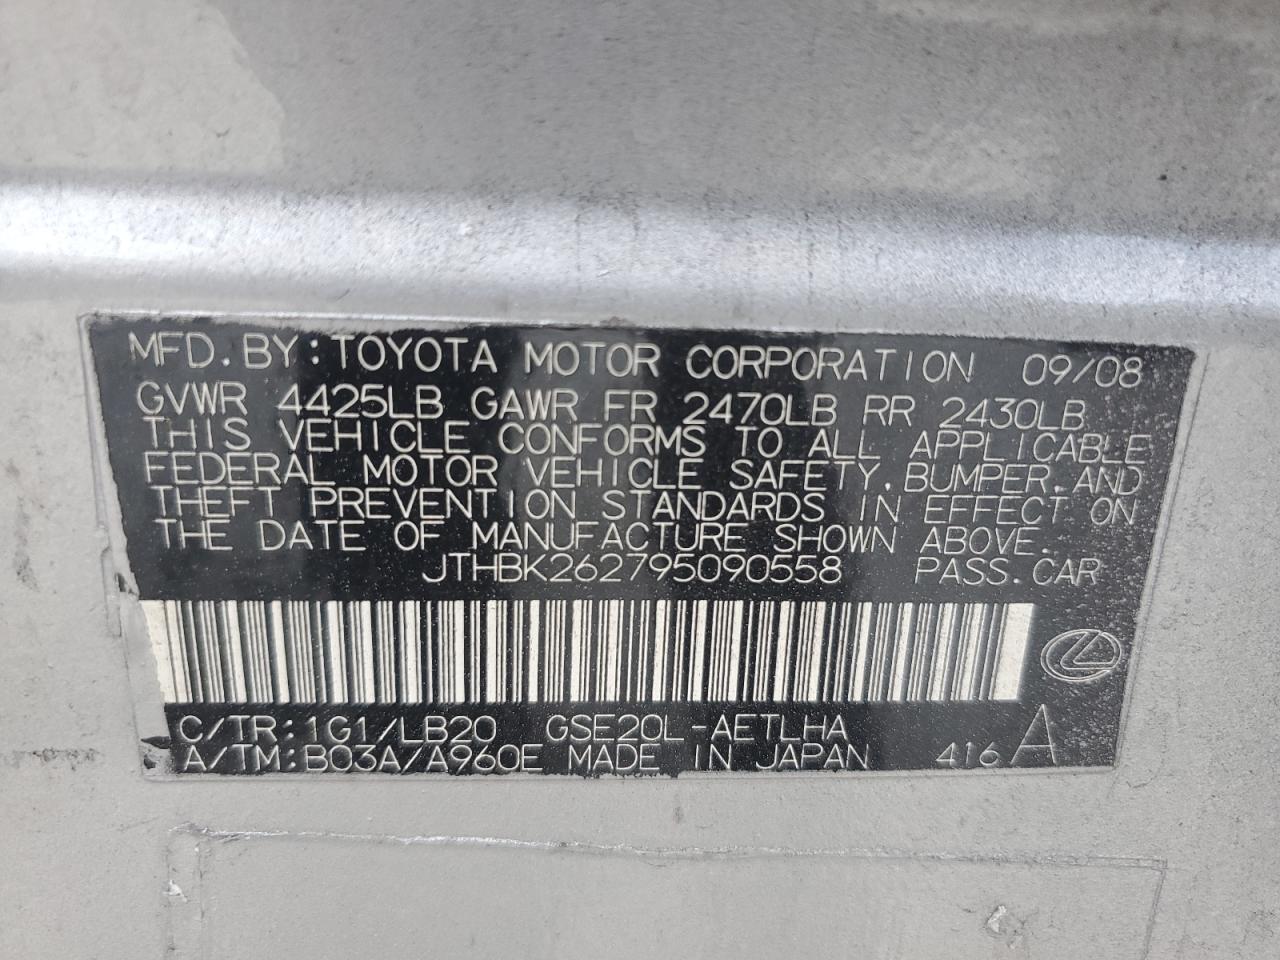 MFD.BY:TOYOTA MOTOR CORPORATION 09/08
GVWR 4425LB GAWR FR 2470LB RR 2430LB
THIS VEHICLE CONFORMS TO ALL APPLICABLE
FEDERAL MOTOR VEHICLE SAFETY,BUMPER,AND
THEFT PREVENTION STANDARDS IN EFFECT ON
THE DATE OF MANUFACTURE SHOWN ABOVE.
JTHBK262795090558 PASS.CAR
C/TR:1G1/LB20 GSE20L-AETLHA
A/TM:B03A/A960E MADE IN JAPAN 416 A